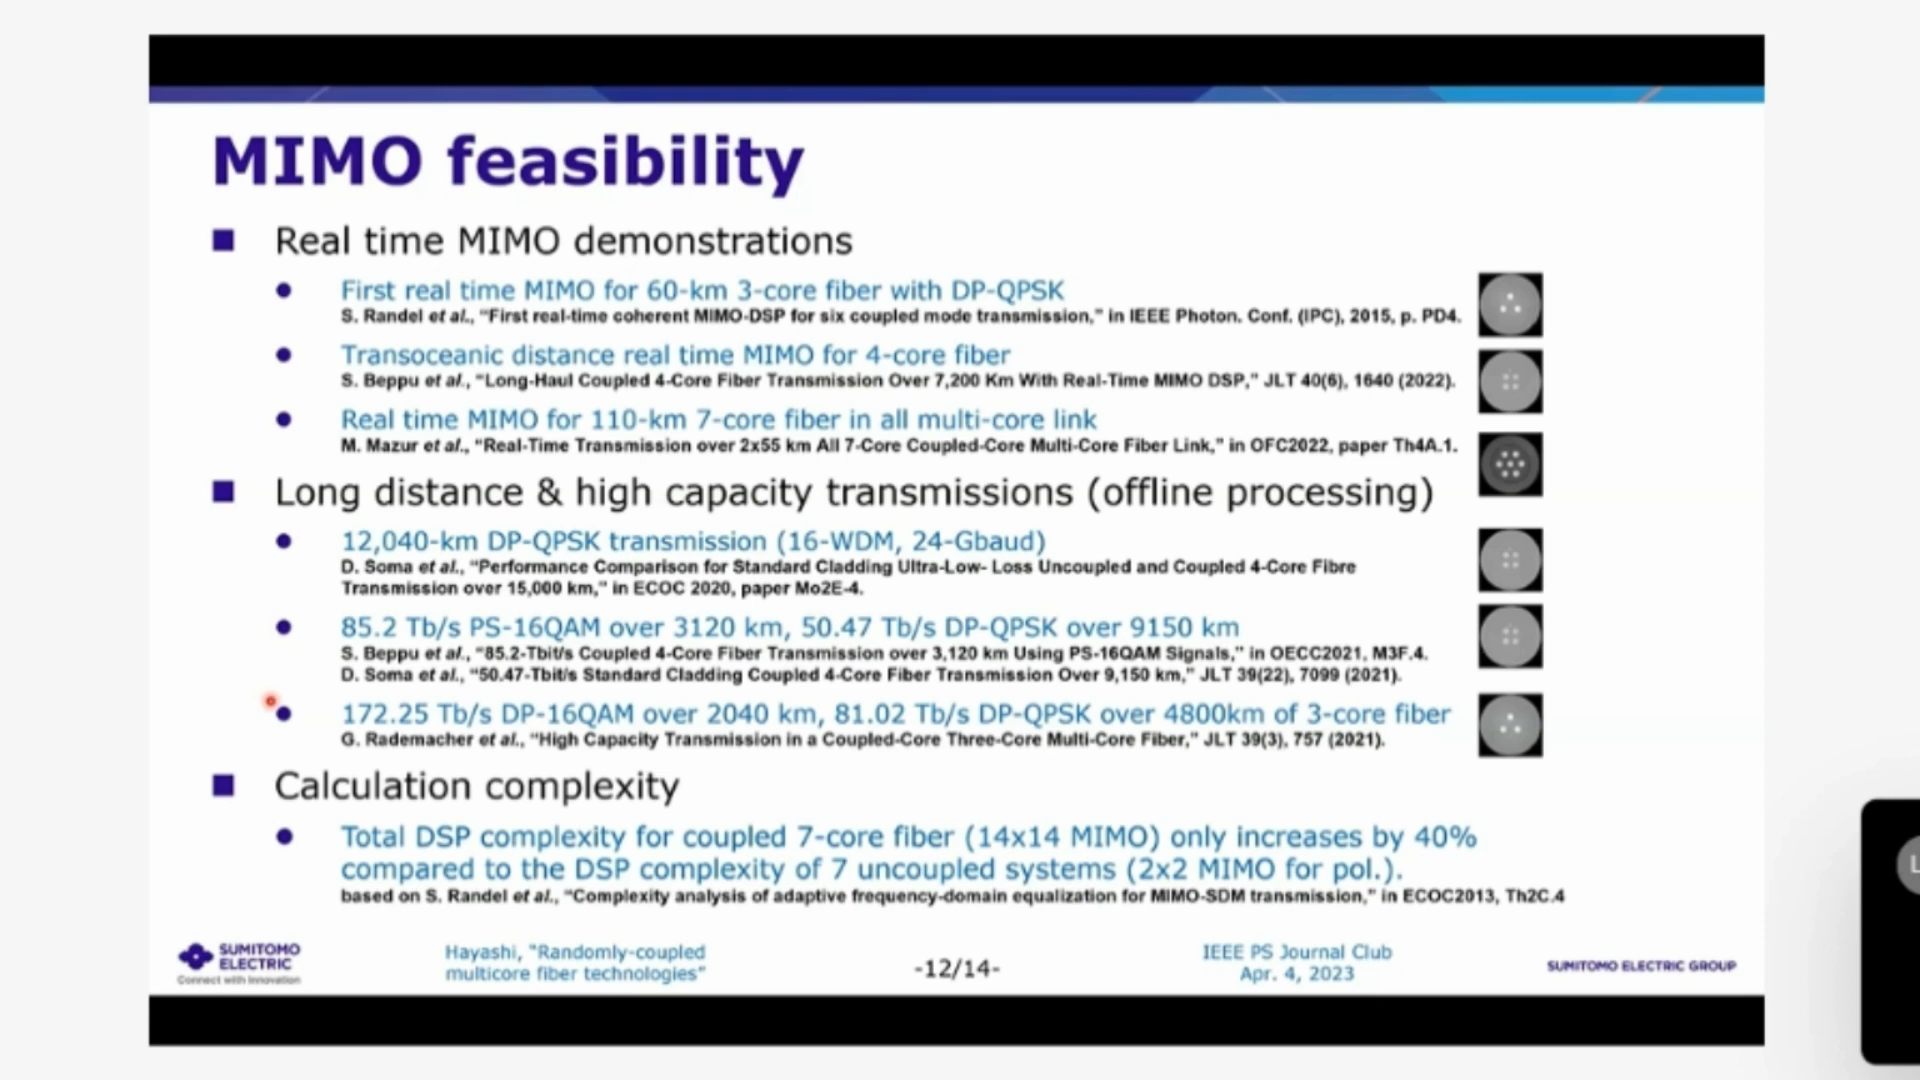 MIMO feasibility
Real time MIMO demonstrations
First real time MIMO for 60-km 3-core fiber with DP-QPSK
S. Randel et al., “First real-time coherent MIMO-DSP for six coupled mode transmission,” in IEEE Photon. Conf. (IPC), 2015, p. PD4.
Transoceanic distance real time MIMO for 4-core fiber
S. Beppu et al., “Long-Haul Coupled 4-Core Fiber Transmission Over 7,200 Km With Real-Time MIMO DSP,” JLT 40(6), 1640 (2022).
Real time MIMO for 110-km 7-core fiber in all multi-core link
M. Mazur et al., “Real-Time Transmission over 2x55 km All 7-Core Coupled-Core Multi-Core Fiber Link,” in OFC2022, paper Th4A.1.
Long distance & high capacity transmissions (offline processing)
12,040-km DP-QPSK transmission (16-WDM, 24-Gbaud)
D. Soma et al., “Performance Comparison for Standard Cladding Ultra-Low- Loss Uncoupled and Coupled 4-Core Fibre
Transmission over 15,000 km,” in ECOC 2020, paper Mo2E-4.
85.2 Tb/s PS-16QAM over 3120 km, 50.47 Tb/s DP-QPSK over 9150 km
S. Beppu et al., “85.2-Tbit/s Coupled 4-Core Fiber Transmission over 3,120 km Using PS-16QAM Signals,” in OECC2021, M3F.4.
D. Soma et al., “50.47-Tbit/s Standard Cladding Coupled 4-Core Fiber Transmission Over 9,150 km,” JLT 39(22), 7099 (2021).
172.25 Tb/s DP-16QAM over 2040 km, 81.02 Tb/s DP-QPSK over 4800km of 3-core fiber
G. Rademacher et al., “High Capacity Transmission in a Coupled-Core Three-Core Multi-Core Fiber,” JLT 39(3), 757 (2021).
Calculation complexity
Total DSP complexity for coupled 7-core fiber (14x14 MIMO) only increases by 40%
compared to the DSP complexity of 7 uncoupled systems (2x2 MIMO for pol.).
based on S. Randel et al., “Complexity analysis of adaptive frequency-domain equalization for MIMO-SDM transmission,” in ECOC2013, Th2C.4
SUMITOMO
ELECTRIC
Connect with Innovation
Hayashi, “Randomly-coupled
multicore fiber technologies”
-12/14-
IEEE PS Journal Club
Apr. 4, 2023
SUMITOMO ELECTRIC GROUP
L